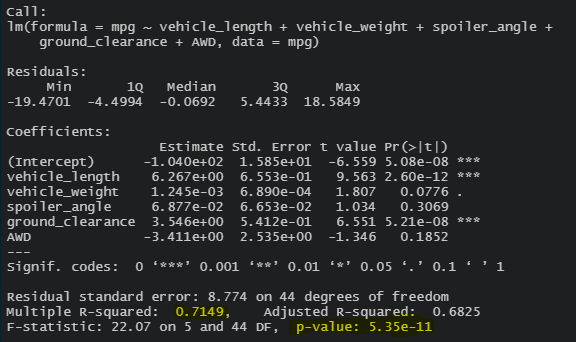 Call:
lm(formula = mpg ~ vehicle_length + vehicle_weight + spoiler_angle +
    ground_clearance + AWD, data = mpg)
Residuals:
     Min       1Q   Median       3Q      Max
-19.4701  -4.4994  -0.0692   5.4433  18.5849
Coefficients:
                   Estimate Std. Error t value Pr(>|t|)
(Intercept)      -1.040e+02  1.585e+01  -6.559 5.08e-08 ***
vehicle_length    6.267e+00  6.553e-01   9.563 2.60e-12 ***
vehicle_weight    1.245e-03  6.890e-04   1.807   0.0776 .
spoiler_angle     6.877e-02  6.653e-02   1.034   0.3069
ground_clearance  3.546e+00  5.412e-01   6.551 5.21e-08 ***
AWD              -3.411e+00  2.535e+00  -1.346   0.1852
---
Signif. codes:  0 ‘***’ 0.001 ‘**’ 0.01 ‘*’ 0.05 ‘.’ 0.1 ‘ ’ 1
Residual standard error: 8.774 on 44 degrees of freedom
Multiple R-squared:  0.7149,	Adjusted R-squared:  0.6825
F-statistic: 22.07 on 5 and 44 DF,  p-value: 5.35e-11